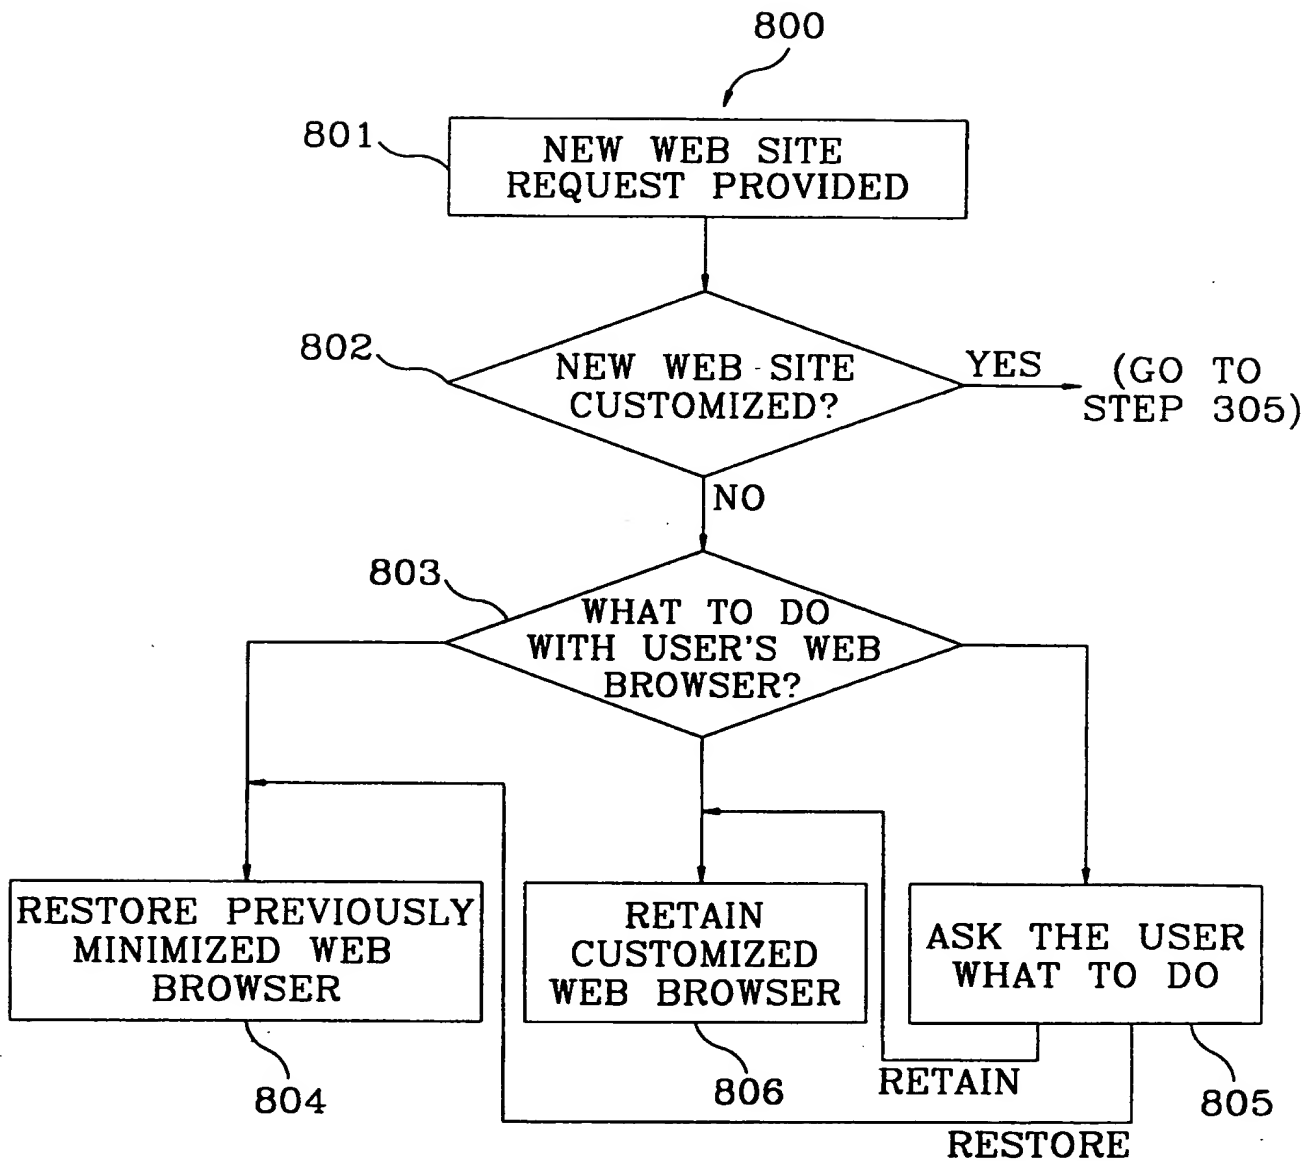 800
801
NEW WEB SITE
REQUEST PROVIDED
802
NEW WEB SITE
CUSTOMIZED?
YES
(GO TO
STEP 305)
NO
803
WHAT TO DO
WITH USER'S WEB
BROWSER?
RESTORE PREVIOUSLY
MINIMIZED WEB
BROWSER
804
RETAIN
CUSTOMIZED
WEB BROWSER
806
ASK THE USER
WHAT TO DO
805
RETAIN
RESTORE